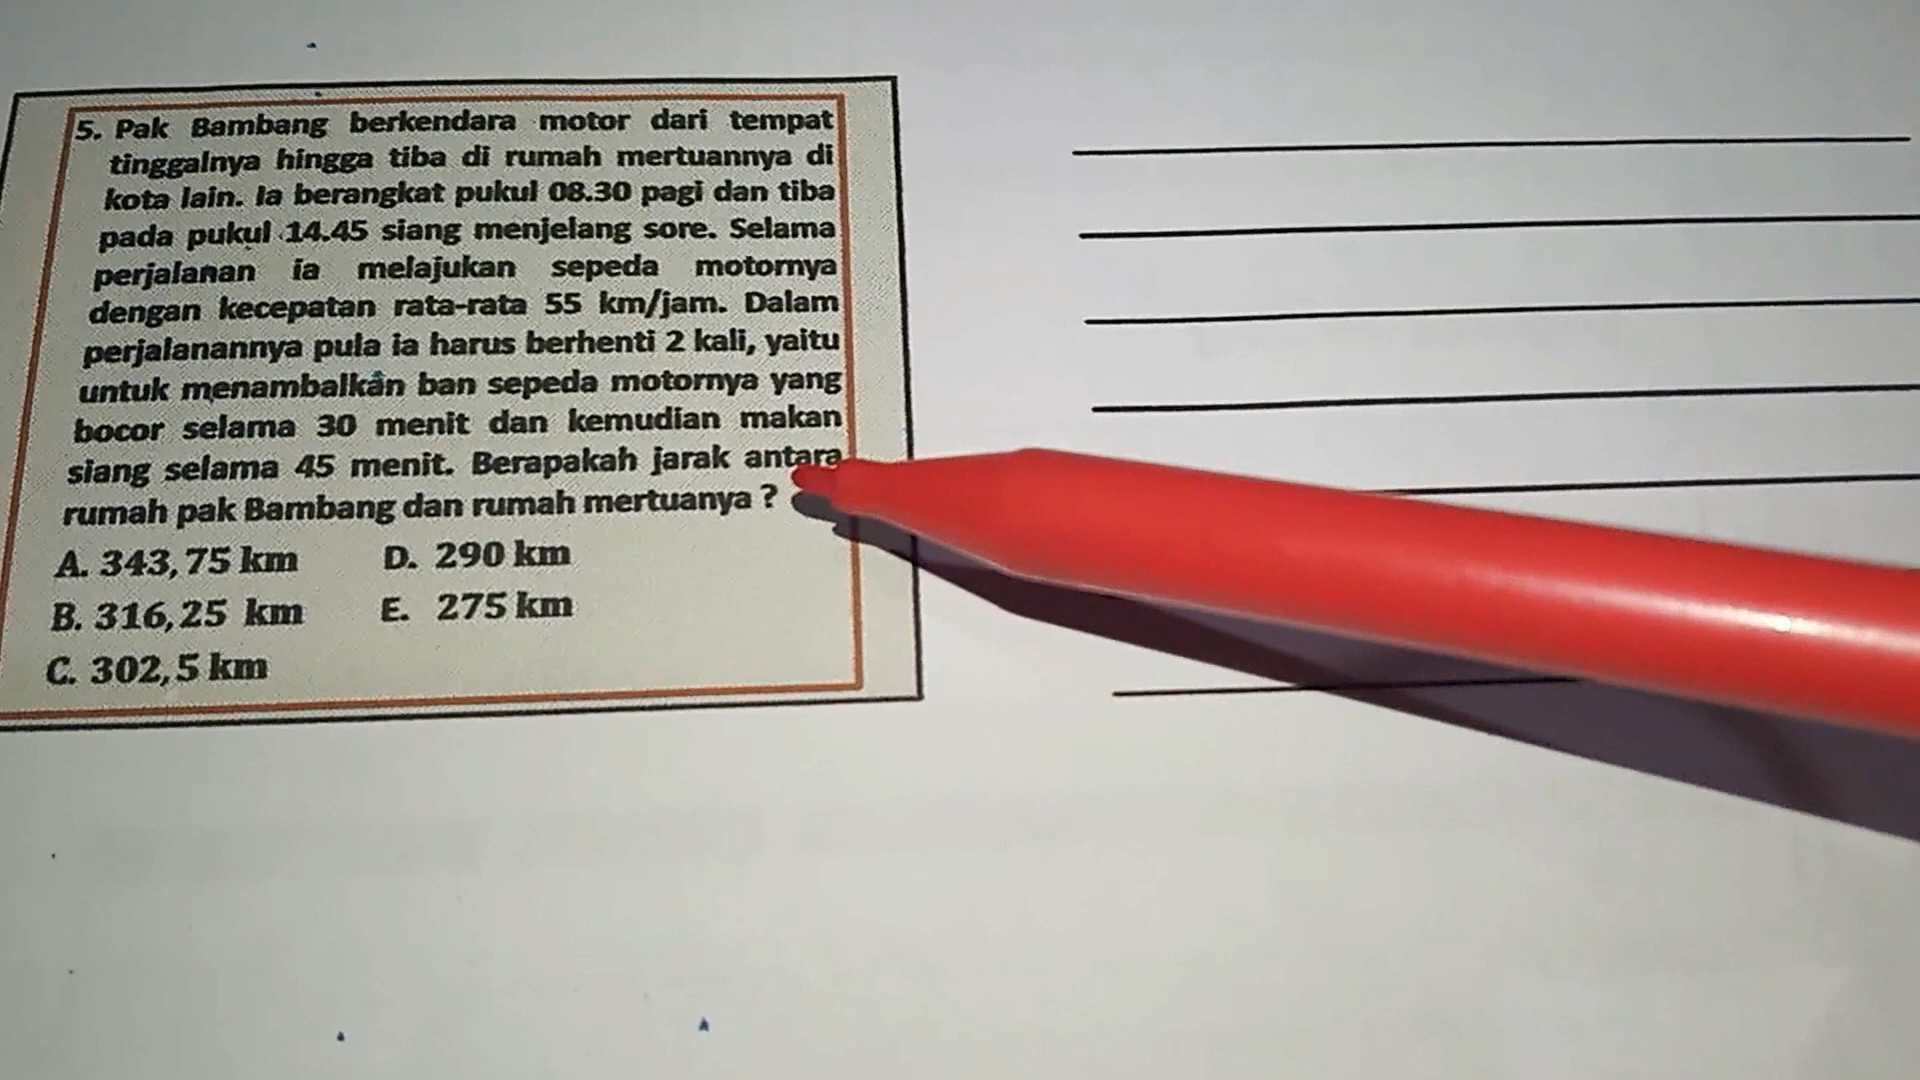 5. Pak Bambang berkendara motor dari tempat
tinggalnya hingga tiba di rumah mertuannya di
kota lain. Ia berangkat pukul 08.30 pagi dan tiba
pada pukul 14.45 siang menjelang sore. Selama
perjalanan ia melajukan sepeda motornya
dengan kecepatan rata-rata 55 km/jam. Dalam
perjalanannya pula ia harus berhenti 2 kali, yaitu
untuk menambalkan ban sepeda motornya yang
bocor selama 30 menit dan kemudian makan
siang selama 45 menit. Berapakah jarak antara
rumah pak Bambang dan rumah mertuanya ?
A. 343,75 km
B. 316,25 km
C. 302,5 km
D. 290 km
E. 275 km